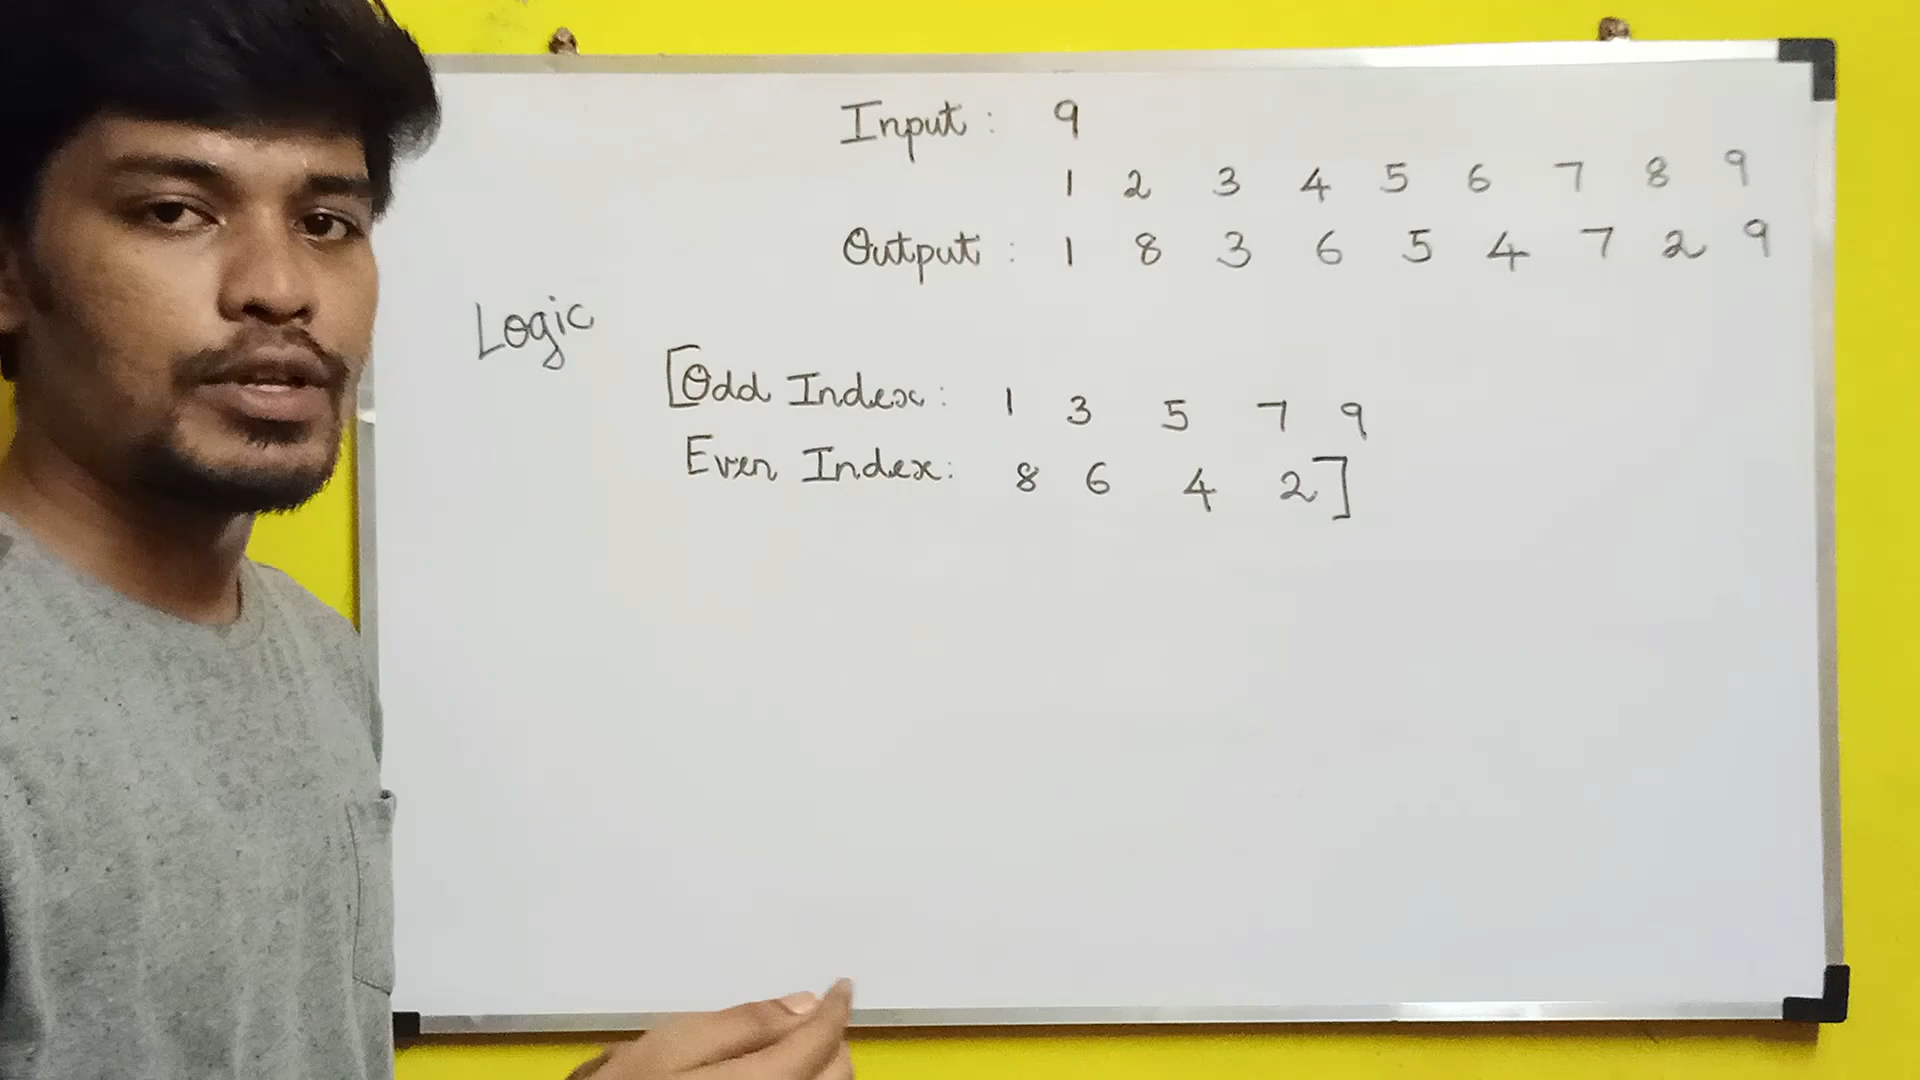 Input : 9
1 2 3 4 5 6 7 8 9
Output : 1 8 3 6 5 4 7 2 9
Logic
[Odd Index: 1 3 5 7 9
Even Index: 8 6 4 2]